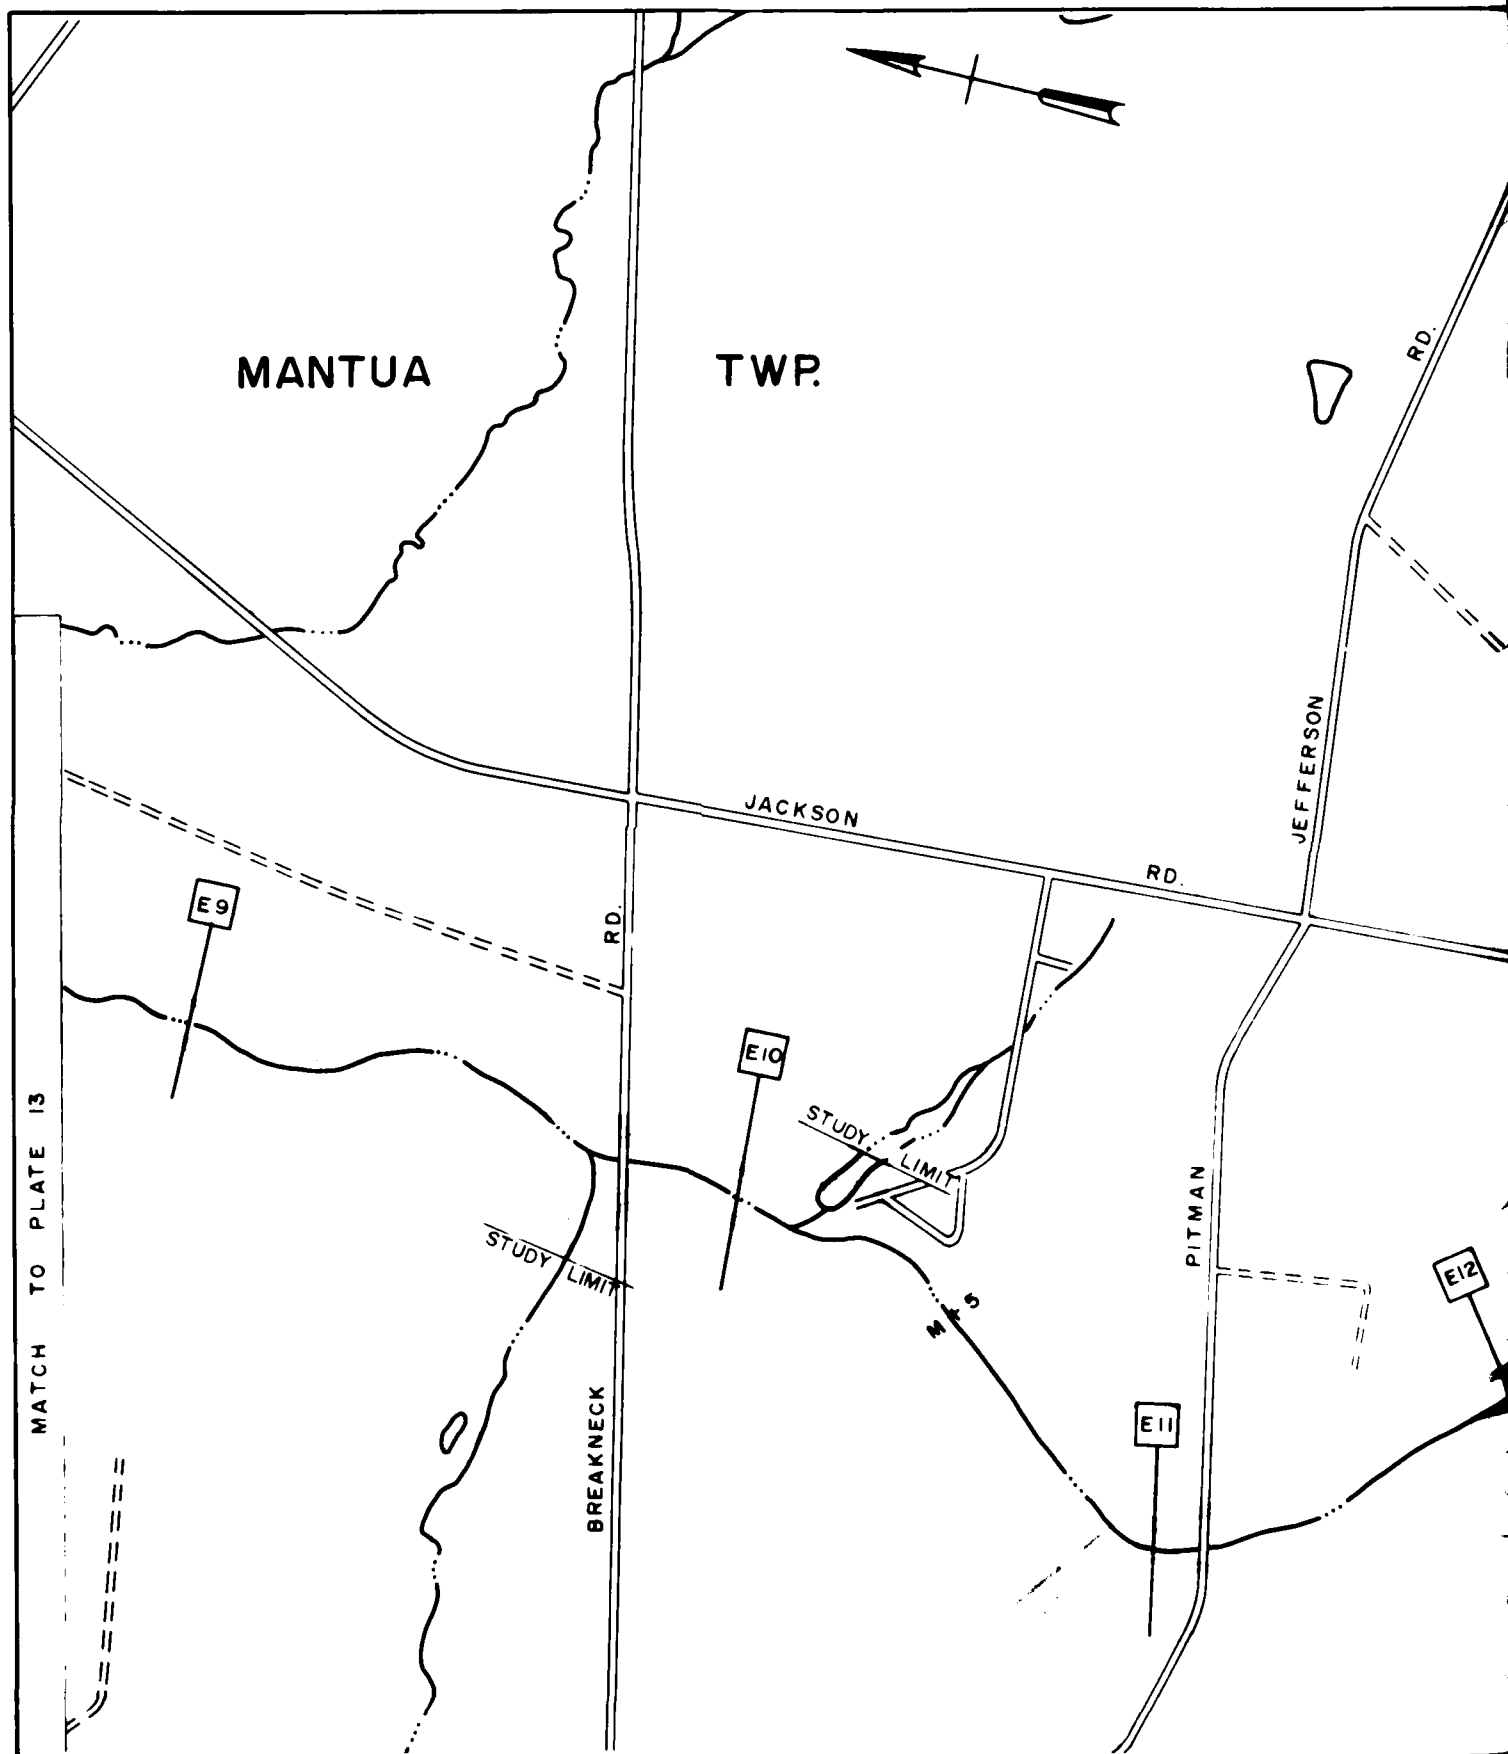 MANTUA TWP.
RD.
JEFFERSON
JACKSON RD.
E9
RD.
E10
STUDY LIMIT
STUDY LIMIT
MATCH TO PLATE 13
PITMAN
E12
M + 5
BREAKNECK
E11